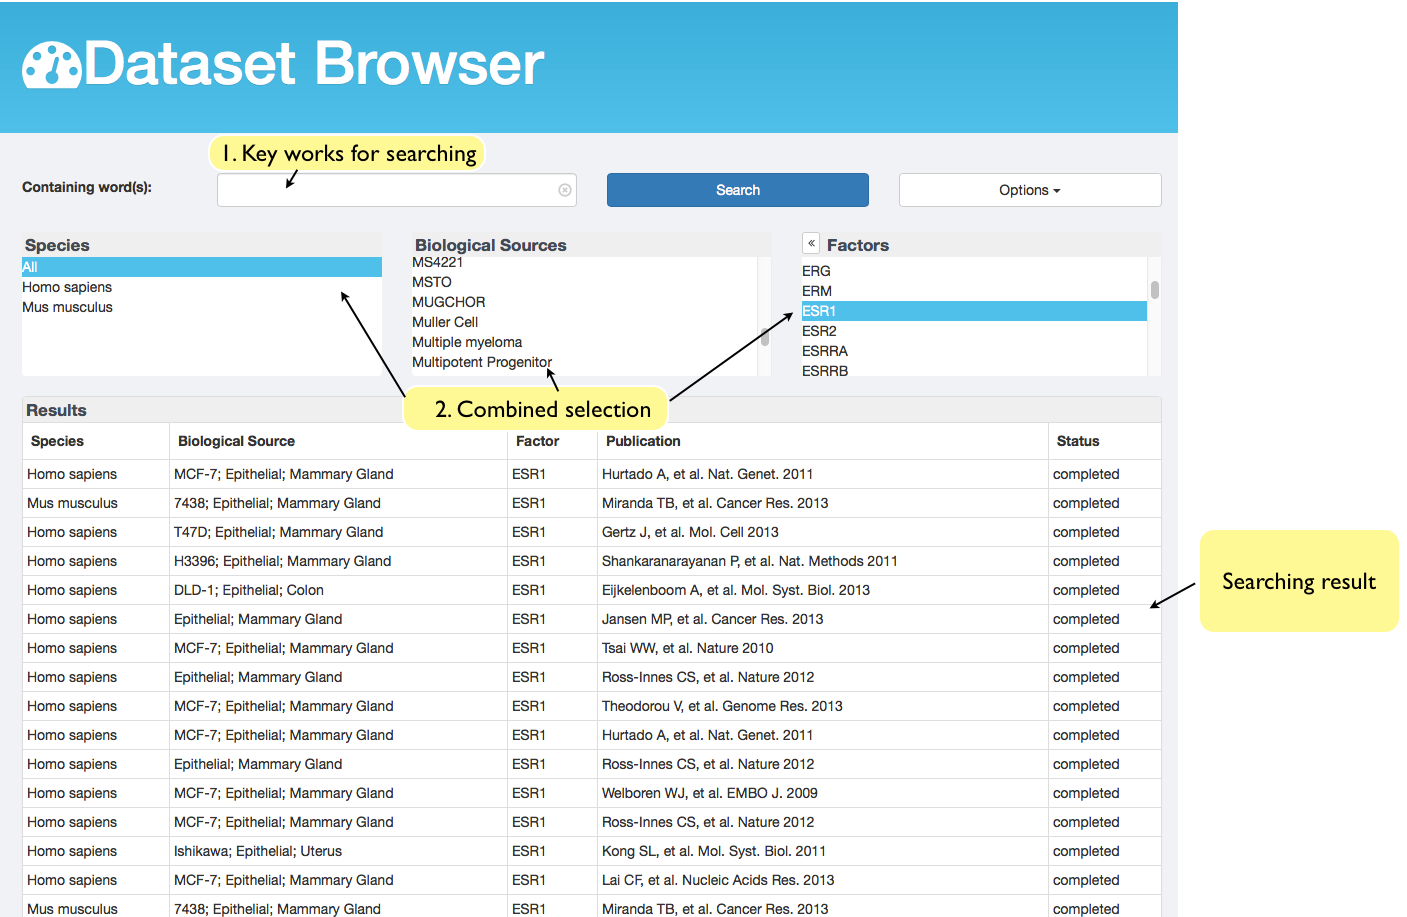 Dataset Browser
1. Key works for searching
Containing word(s):
Search
Options
Species
Biological Sources
« Factors
All
Homo sapiens
Mus musculus
MS4221
MSTO
MUGCHOR
Muller Cell
Multiple myeloma
Multipotent Progenitor
ERG
ERM
ESR1
ESR2
ESRRA
ESRRB
2. Combined selection
Results
Species Biological Source Factor Publication Status
Homo sapiens MCF-7; Epithelial; Mammary Gland ESR1 Hurtado A, et al. Nat. Genet. 2011 completed
Mus musculus 7438; Epithelial; Mammary Gland ESR1 Miranda TB, et al. Cancer Res. 2013 completed
Homo sapiens T47D; Epithelial; Mammary Gland ESR1 Gertz J, et al. Mol. Cell 2013 completed
Homo sapiens H3396; Epithelial; Mammary Gland ESR1 Shankaranarayanan P, et al. Nat. Methods 2011 completed
Homo sapiens DLD-1; Epithelial; Colon ESR1 Eijkelenboom A, et al. Mol. Syst. Biol. 2013 completed
Homo sapiens Epithelial; Mammary Gland ESR1 Jansen MP, et al. Cancer Res. 2013 completed
Homo sapiens MCF-7; Epithelial; Mammary Gland ESR1 Tsai WW, et al. Nature 2010 completed
Homo sapiens Epithelial; Mammary Gland ESR1 Ross-Innes CS, et al. Nature 2012 completed
Homo sapiens MCF-7; Epithelial; Mammary Gland ESR1 Theodorou V, et al. Genome Res. 2013 completed
Homo sapiens MCF-7; Epithelial; Mammary Gland ESR1 Hurtado A, et al. Nat. Genet. 2011 completed
Homo sapiens Epithelial; Mammary Gland ESR1 Ross-Innes CS, et al. Nature 2012 completed
Homo sapiens MCF-7; Epithelial; Mammary Gland ESR1 Welboren WJ, et al. EMBO J. 2009 completed
Homo sapiens MCF-7; Epithelial; Mammary Gland ESR1 Ross-Innes CS, et al. Nature 2012 completed
Homo sapiens Ishikawa; Epithelial; Uterus ESR1 Kong SL, et al. Mol. Syst. Biol. 2011 completed
Homo sapiens MCF-7; Epithelial; Mammary Gland ESR1 Lai CF, et al. Nucleic Acids Res. 2013 completed
Mus musculus 7438; Epithelial; Mammary Gland ESR1 Miranda TB, et al. Cancer Res. 2013 completed
Searching result